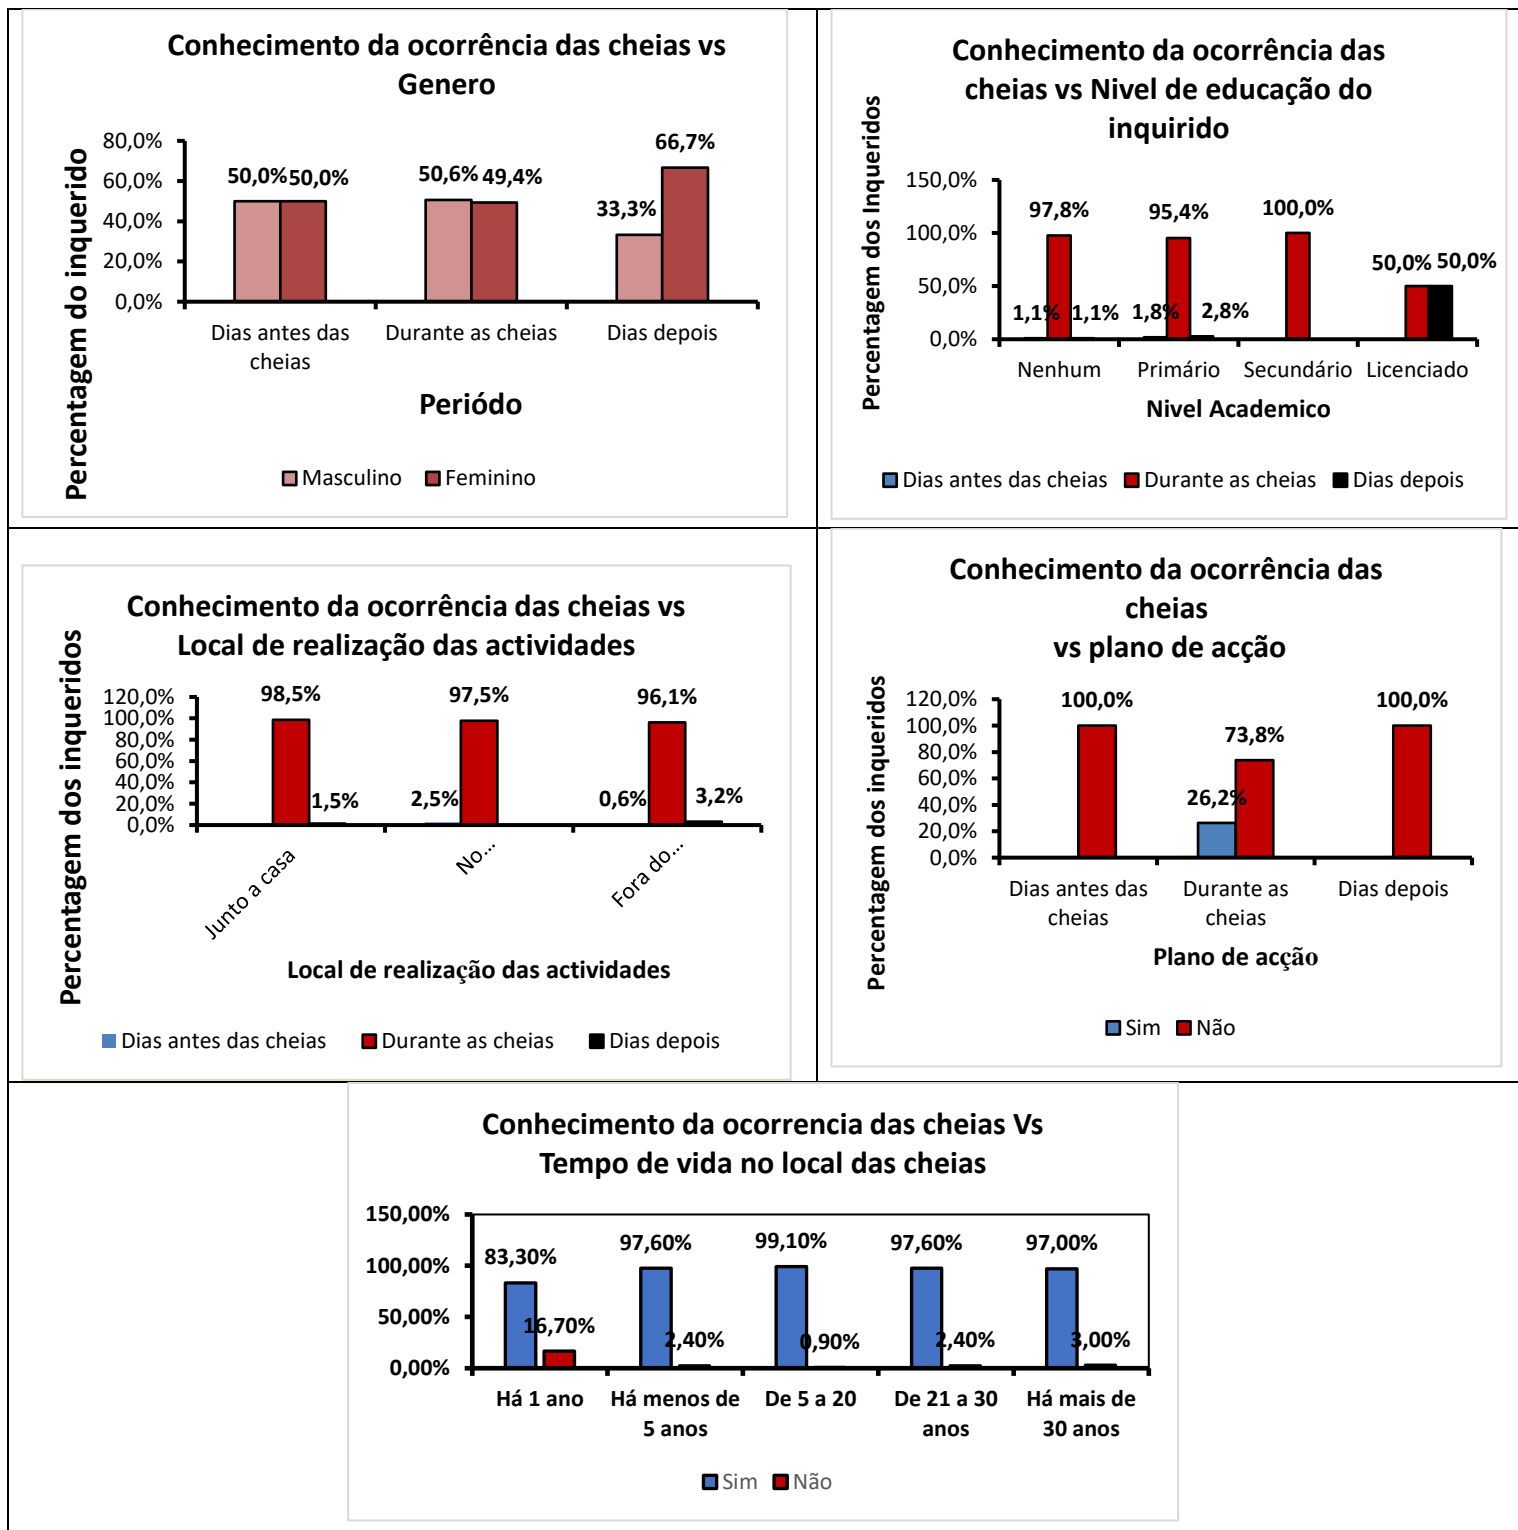 Conhecimento da ocorrência das cheias vs
Genero
Percentagem do inquerido
80,0%
60,0%
40,0%
20,0%
0,0%
50,0% 50,0%
50,6% 49,4%
33,3% 66,7%
Dias antes das
cheias
Durante as cheias
Dias depois
Periódo
Masculino Feminino
Conhecimento da ocorrência das
cheias vs Nivel de educação do
inquirido
Percentagem dos Inqueridos
150,0%
100,0%
50,0%
0,0%
1,1% 97,8% 1,1%
1,8% 95,4% 2,8%
100,0%
50,0% 50,0%
Nenhum Primário Secundário Licenciado
Nivel Academico
Dias antes das cheias Durante as cheias Dias depois
Conhecimento da ocorrência das cheias vs
Local de realização das actividades
Percentagem dos inqueridos
120,0%
100,0%
80,0%
60,0%
40,0%
20,0%
0,0%
98,5% 1,5%
2,5% 97,5%
0,6% 96,1% 3,2%
Junto a casa
No...
Fora do...
Local de realização das actividades
Dias antes das cheias Durante as cheias Dias depois
Conhecimento da ocorrência das
cheias
vs plano de acção
Percentagem dos inqueridos
120,0%
100,0%
80,0%
60,0%
40,0%
20,0%
0,0%
100,0%
26,2% 73,8%
100,0%
Dias antes das
cheias
Durante as
cheias
Dias depois
Plano de acção
Sim Não
Conhecimento da ocorrencia das cheias Vs
Tempo de vida no local das cheias
150,00%
100,00%
50,00%
0,00%
83,30% 16,70%
97,60% 2,40%
99,10% 0,90%
97,60% 2,40%
97,00% 3,00%
Há 1 ano
Há menos de
5 anos
De 5 a 20
De 21 a 30
anos
Há mais de
30 anos
Sim Não